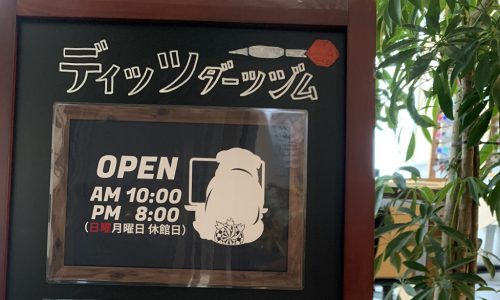 ディッツダーツヅム
OPEN
AM 10:00
PM 8:00
(日曜月曜日 休館日)